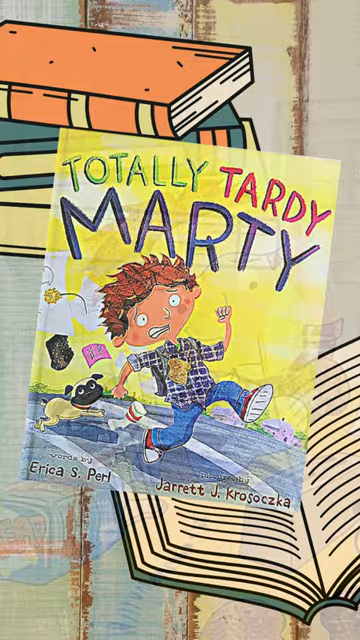 TOTALLY TARDY
MARTY
words by
Erica S. Perl
pictures by
Jarrett J. Krosoczka